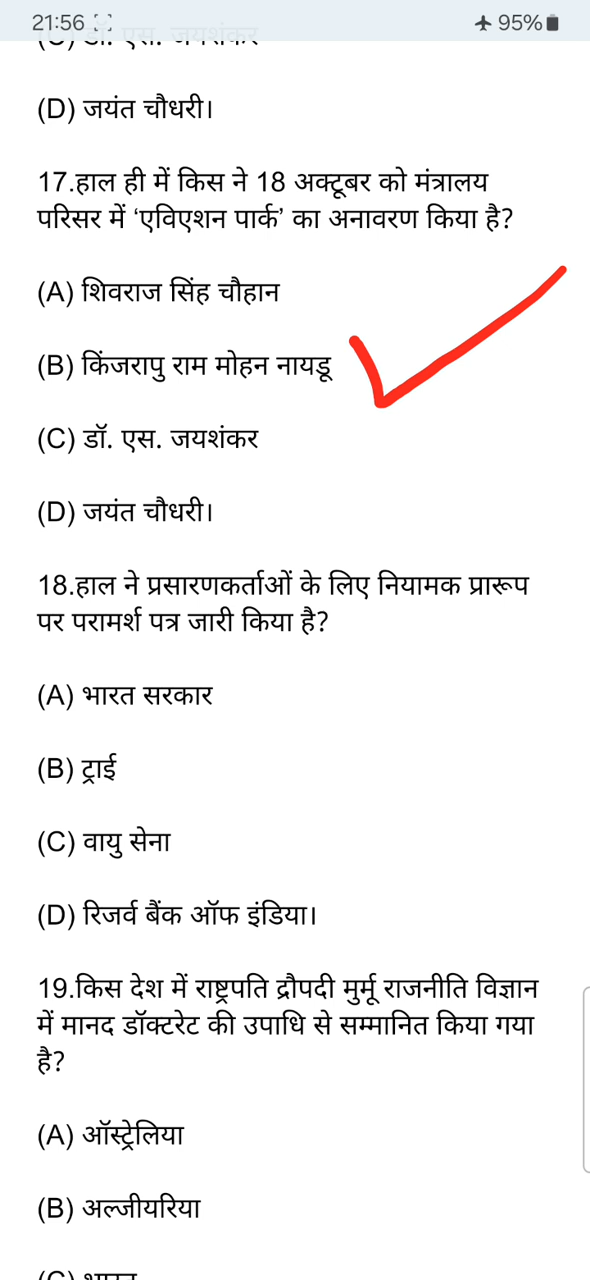 21:56
95%
(D) जयंत चौधरी।
17.हाल ही में किस ने 18 अक्टूबर को मंत्रालय
परिसर में ‘एविएशन पार्क’ का अनावरण किया है?
(A) शिवराज सिंह चौहान
(B) किंजरापु राम मोहन नायडू
(C) डॉ. एस. जयशंकर
(D) जयंत चौधरी।
18.हाल ने प्रसारणकर्ताओं के लिए नियामक प्रारूप
पर परामर्श पत्र जारी किया है?
(A) भारत सरकार
(B) ट्राई
(C) वायु सेना
(D) रिजर्व बैंक ऑफ इंडिया।
19.किस देश में राष्ट्रपति द्रौपदी मुर्मू राजनीति विज्ञान
में मानद डॉक्टरेट की उपाधि से सम्मानित किया गया
है?
(A) ऑस्ट्रेलिया
(B) अल्जीयरिया